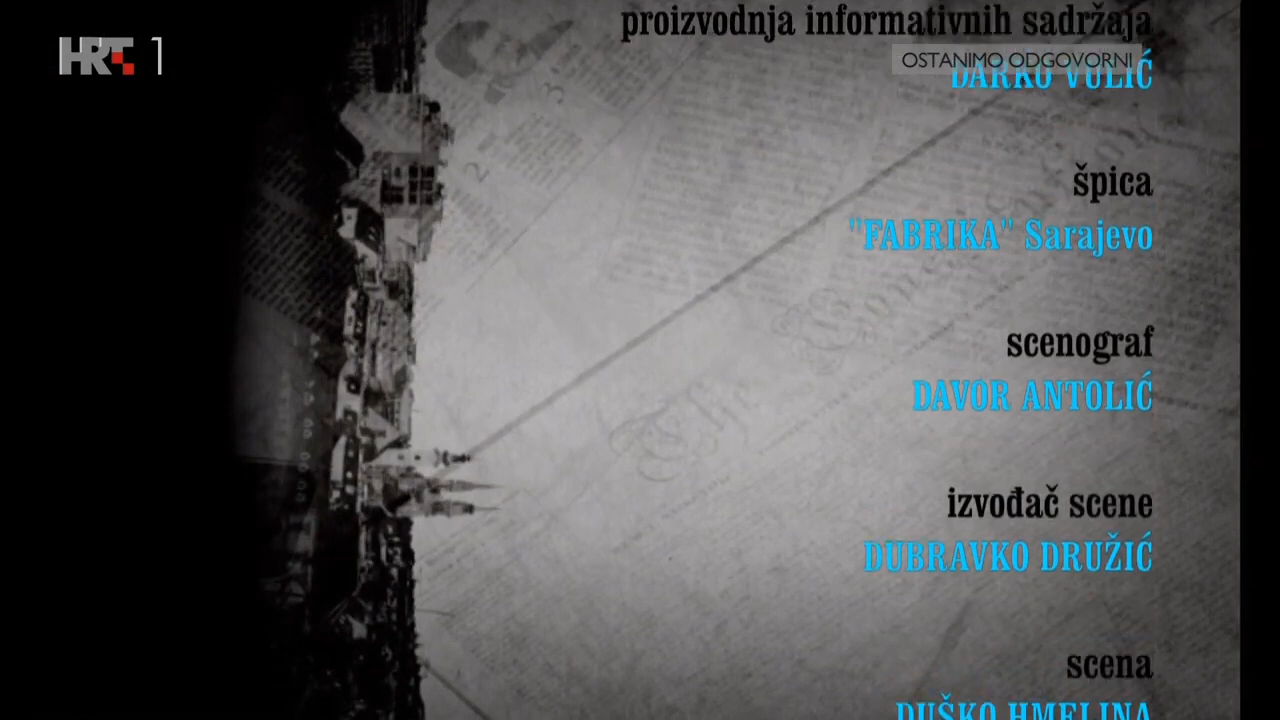 proizvodnja informativnih sadržaja
HRT 1
OSTANIMO ODGOVORNI
DARKO VULIĆ
špica
"FABRIKA" Sarajevo
scenograf
DAVOR ANTOLIĆ
izvođač scene
DUBRAVKO DRUŽIĆ
scena
DUŠKO HMELINA